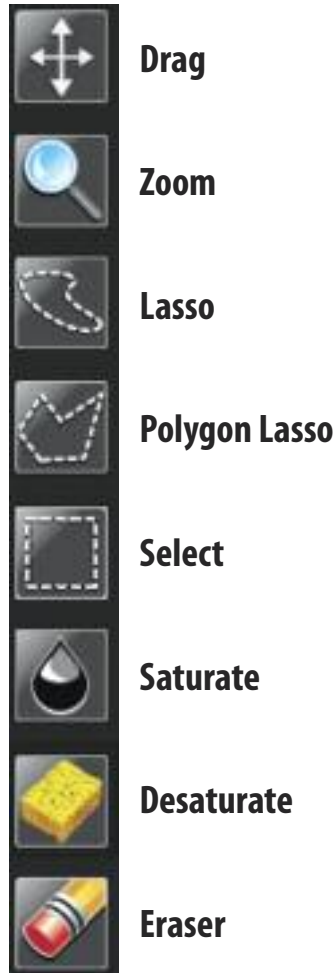 Drag
Zoom
Lasso
Polygon Lasso
Select
Saturate
Desaturate
Eraser